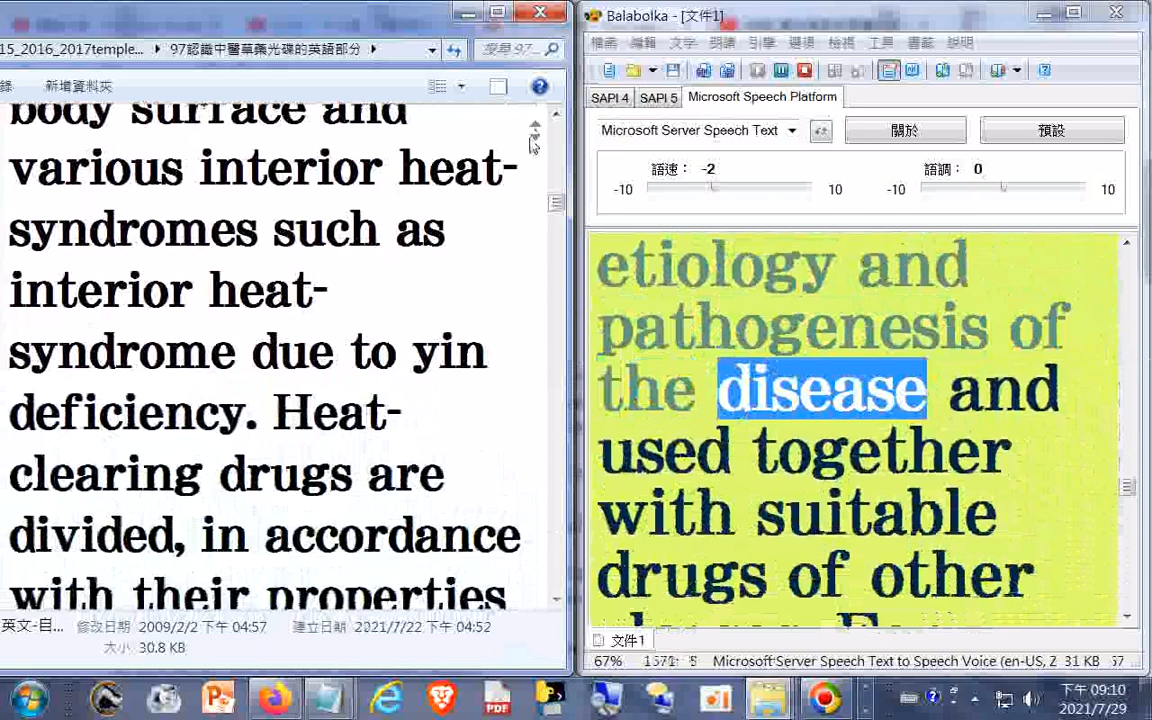 15_2016_2017temple...
97認識中醫草藥光碟的英語部分
搜尋 97...
錄
新增資料夾
body surface and
various interior heat-
syndromes such as
interior heat-
syndrome due to yin
deficiency. Heat-
clearing drugs are
divided, in accordance
with their properties
英文-自...
修改日期 2009/2/2 下午 04:57
建立日期 2021/7/22 下午 04:52
大小 30.8 KB
Balabolka - [文件1]
檔案 編輯 文字 朗讀 引擎 選項 檢視 工具 書籤 說明
SAPI 4
SAPI 5
Microsoft Speech Platform
Microsoft Server Speech Text
關於
預設
語速： -2
語調： 0
-10
10
-10
10
etiology and
pathogenesis of
the disease and
used together
with suitable
drugs of other
文件1
67%
Microsoft Server Speech Text to Speech Voice (en-US, Z
31 KB
PDF
下午 09:10
2021/7/29